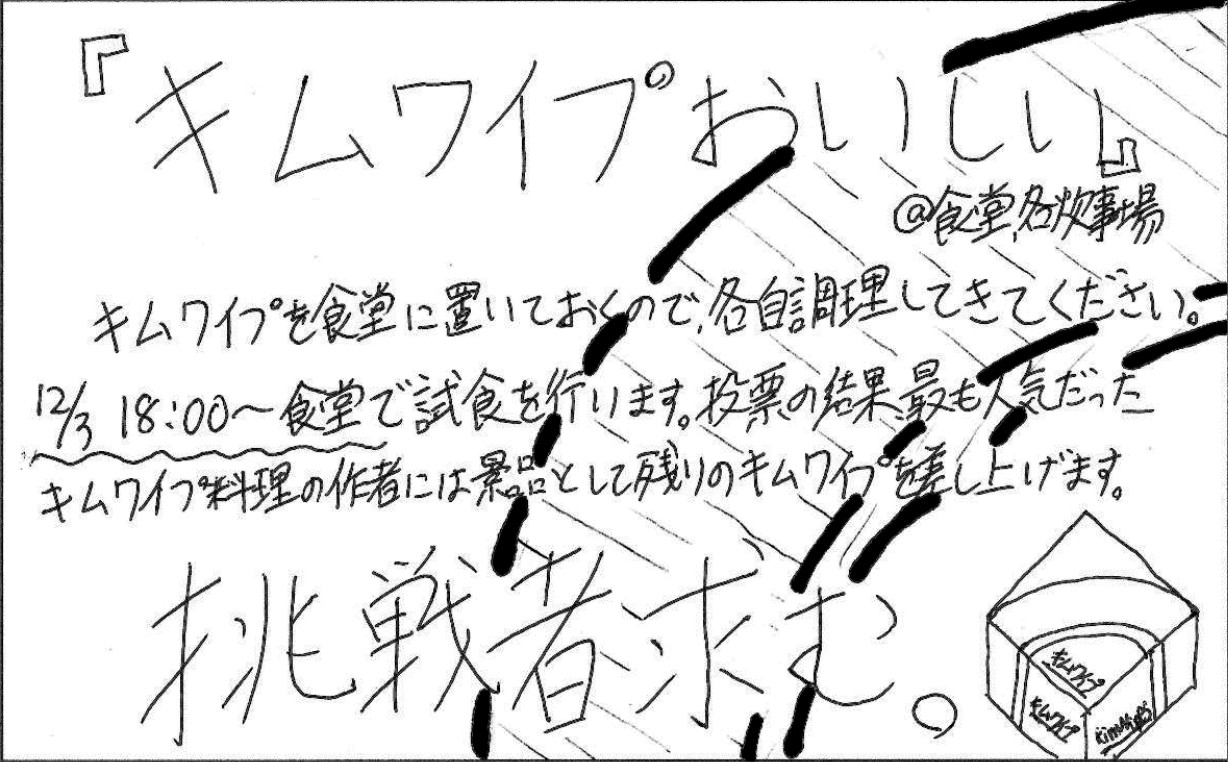 『キムワイプおいしい』
@食堂,各炊事場
キムワイプを食堂に置いておくので,各自調理してきてください。
12/3 18:00〜食堂で試食を行います。投票の結果,最も人気だった
キムワイプ料理の作者には景品として残りのキムワイプを差し上げます。
挑戦者求む。
キムワイプ
キムワイプ
kimwipes